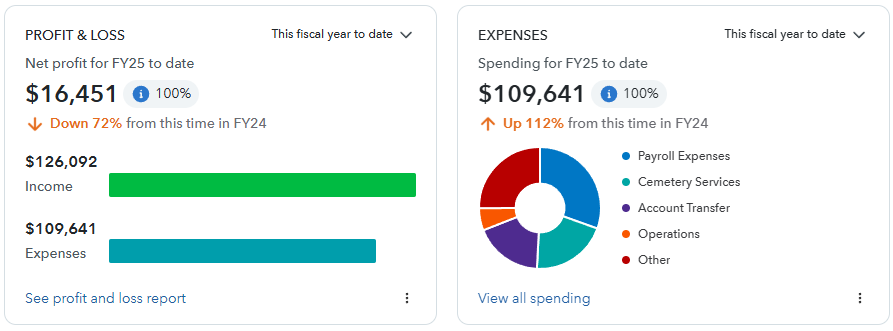 PROFIT & LOSS
This fiscal year to date
Net profit for FY25 to date
$16,451
100%
Down 72% from this time in FY24
$126,092
Income
$109,641
Expenses
See profit and loss report
EXPENSES
This fiscal year to date
Spending for FY25 to date
$109,641
100%
Up 112% from this time in FY24
Payroll Expenses
Cemetery Services
Account Transfer
Operations
Other
View all spending